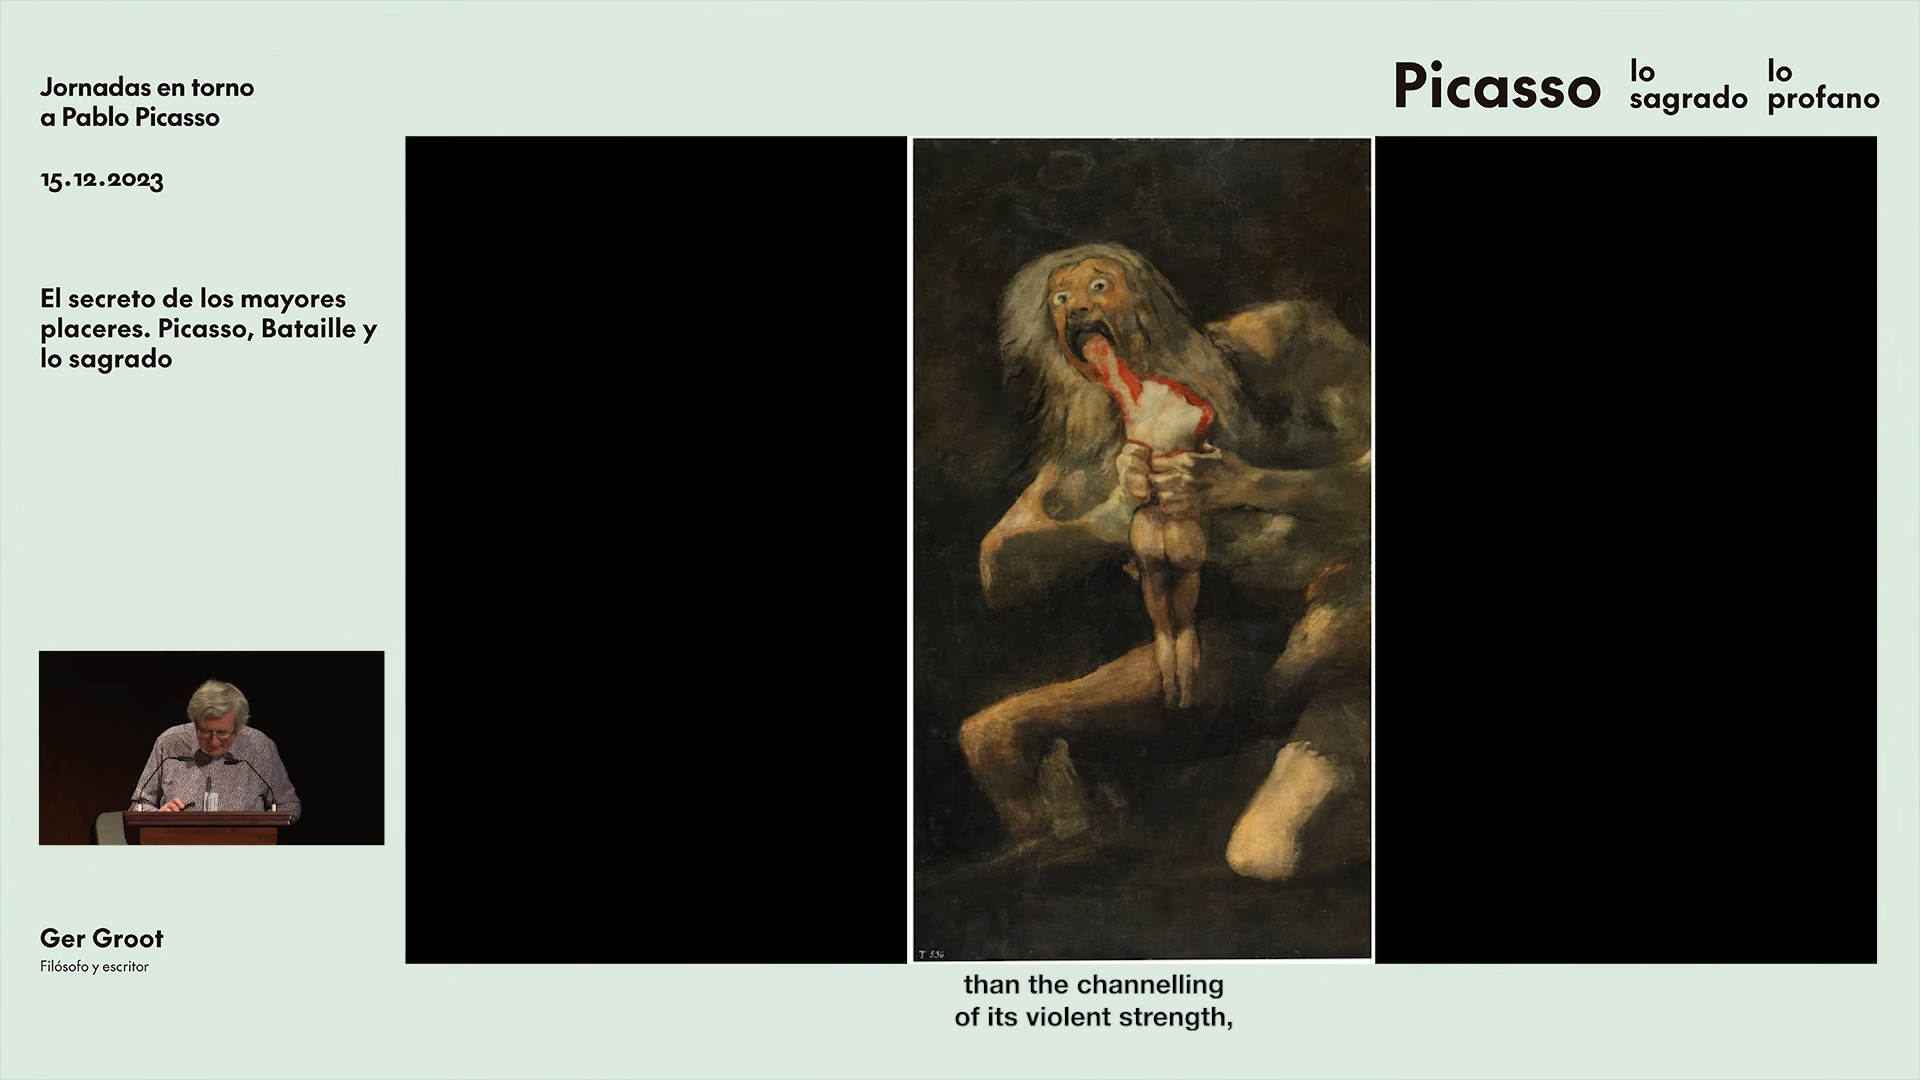 Jornadas en torno
a Pablo Picasso
15.12.2023
Picasso
lo
sagrado
lo
profano
El secreto de los mayores
placeres. Picasso, Bataille y
lo sagrado
Ger Groot
Filósofo y escritor
T 536
than the channelling
of its violent strength,